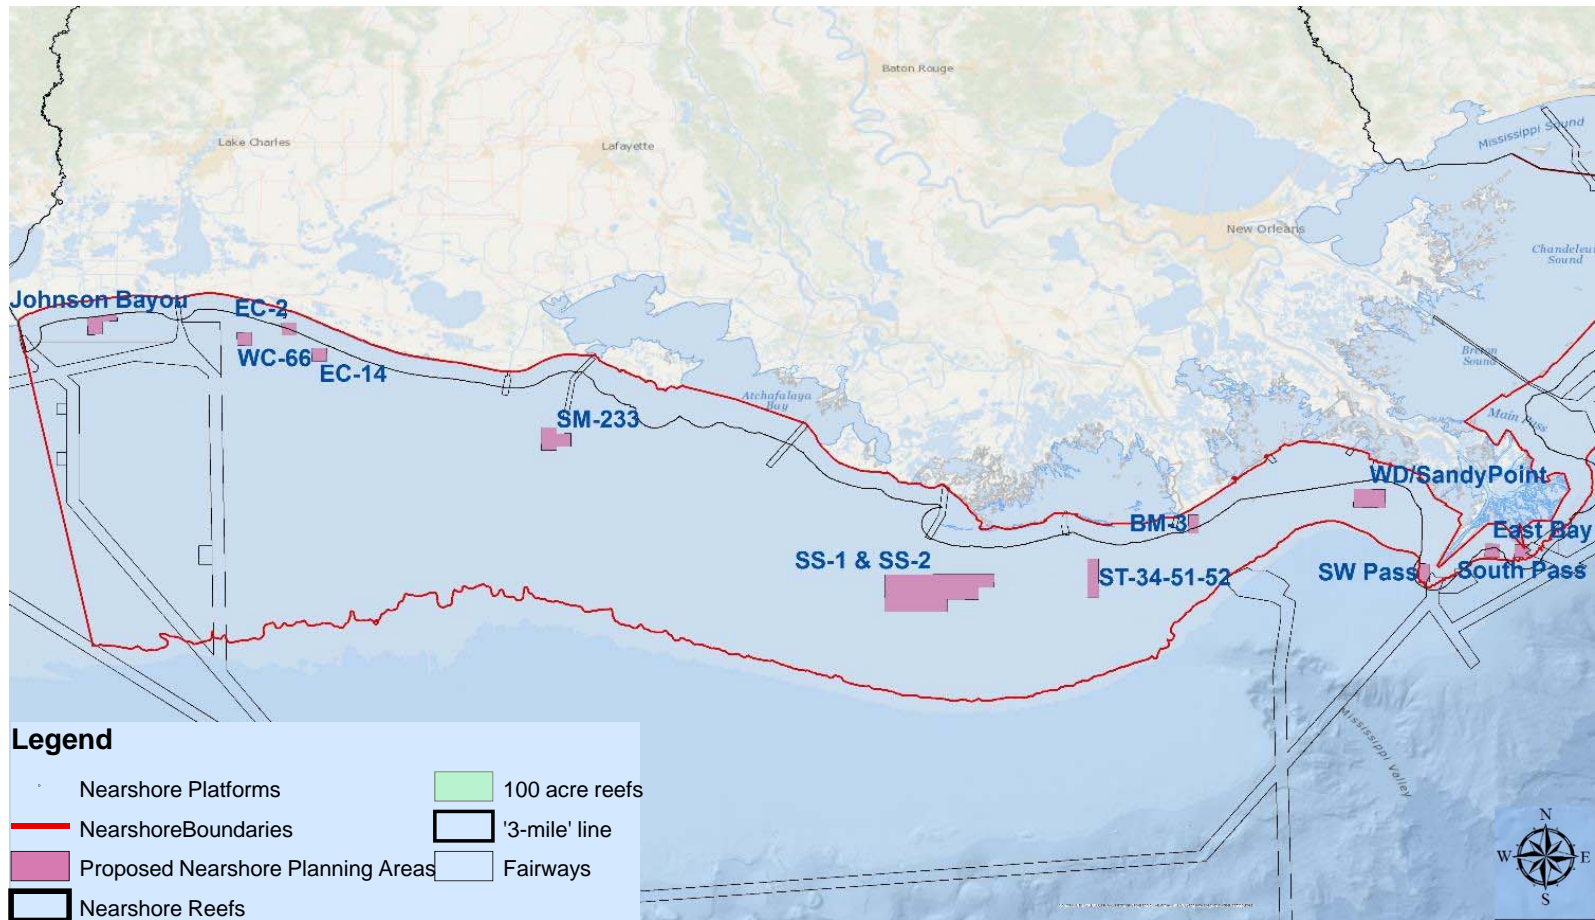 Baton Rouge
Mississippi Sound
Lake Charles
Lafayette
New Orleans
Chandeleur
Sound
Johnson Bayou
EC-2
WC-66
EC-14
Breton
Sound
Atchafalaya
Bay
SM-233
Main Pass
WD/SandyPoint
BM-3
East Bay
SS-1 & SS-2
ST-34-51-52
SW Pass
South Pass
Mississippi Valley
Legend
Nearshore Platforms
100 acre reefs
NearshoreBoundaries
'3-mile' line
Proposed Nearshore Planning Areas
Fairways
Nearshore Reefs
N
W
E
S